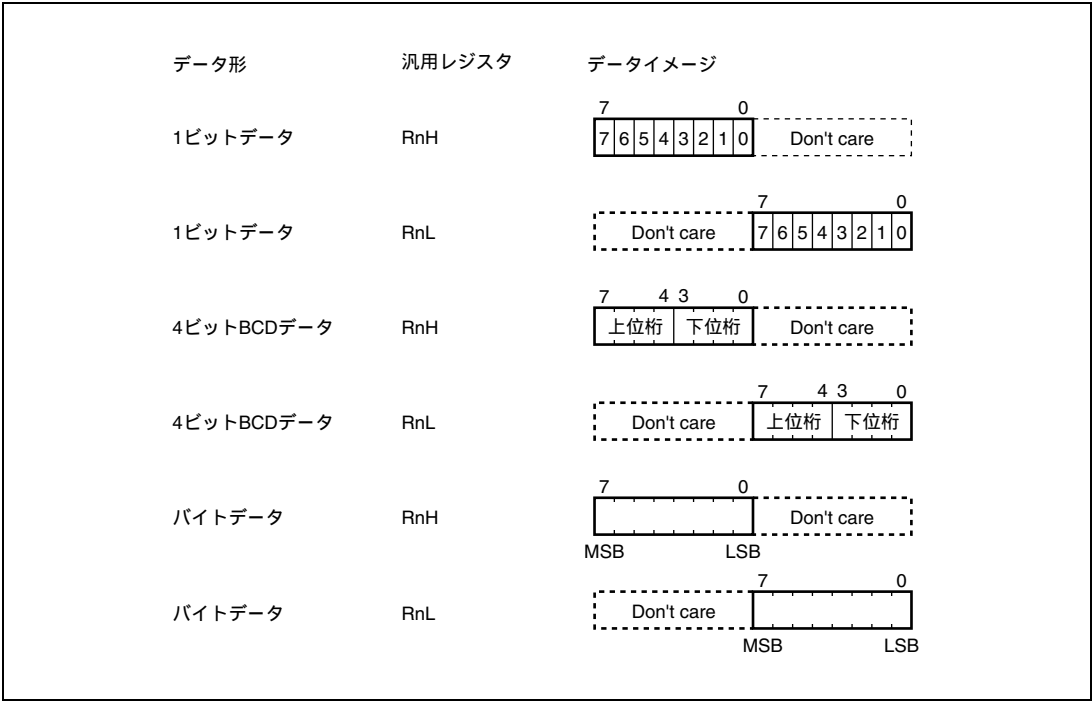 データ形 汎用レジスタ データイメージ
7 0
1ビットデータ RnH 7 6 5 4 3 2 1 0 Don't care
7 0
1ビットデータ RnL Don't care 7 6 5 4 3 2 1 0
7 4 3 0
4ビットBCDデータ RnH 上位桁 下位桁 Don't care
7 4 3 0
4ビットBCDデータ RnL Don't care 上位桁 下位桁
7 0
バイトデータ RnH Don't care
MSB LSB
7 0
バイトデータ RnL Don't care
MSB LSB